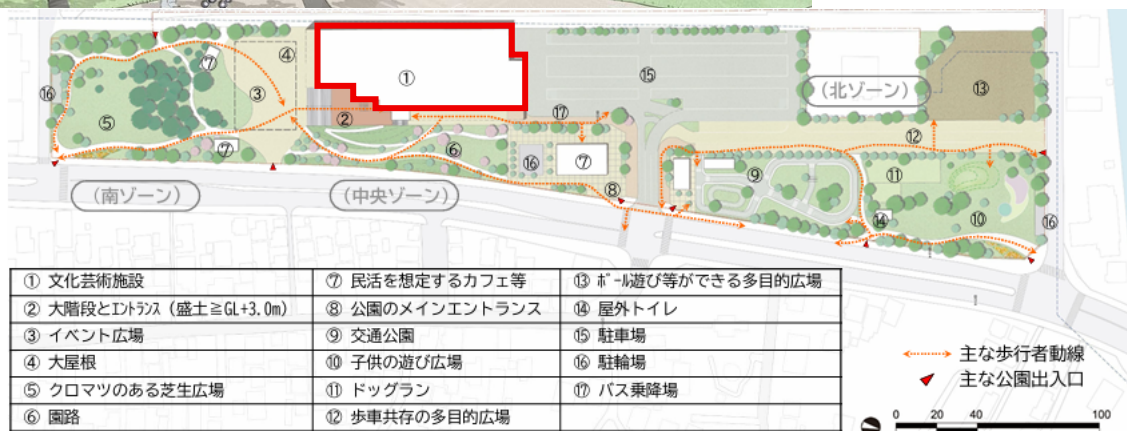 ④
⑦
①
⑮
（北ゾーン）
⑬
⑯
③
②
⑰
⑫
⑤
⑥
⑯
⑦
⑨
⑪
⑦
⑧
⑭
⑩
⑯
（南ゾーン）
（中央ゾーン）
① 文化芸術施設
⑦ 民活を想定するカフェ等
⑬ ﾎﾞｰﾙ遊び等ができる多目的広場
② 大階段とｴﾝﾄﾗﾝｽ（盛土≧GL+3.0m）
⑧ 公園のメインエントランス
⑭ 屋外トイレ
③ イベント広場
⑨ 交通公園
⑮ 駐車場
④ 大屋根
⑩ 子供の遊び広場
⑯ 駐輪場
⑤ クロマツのある芝生広場
⑪ ドッグラン
⑰ バス乗降場
⑥ 園路
⑫ 歩車共存の多目的広場
主な歩行者動線
主な公園出入口
0 20 40 100